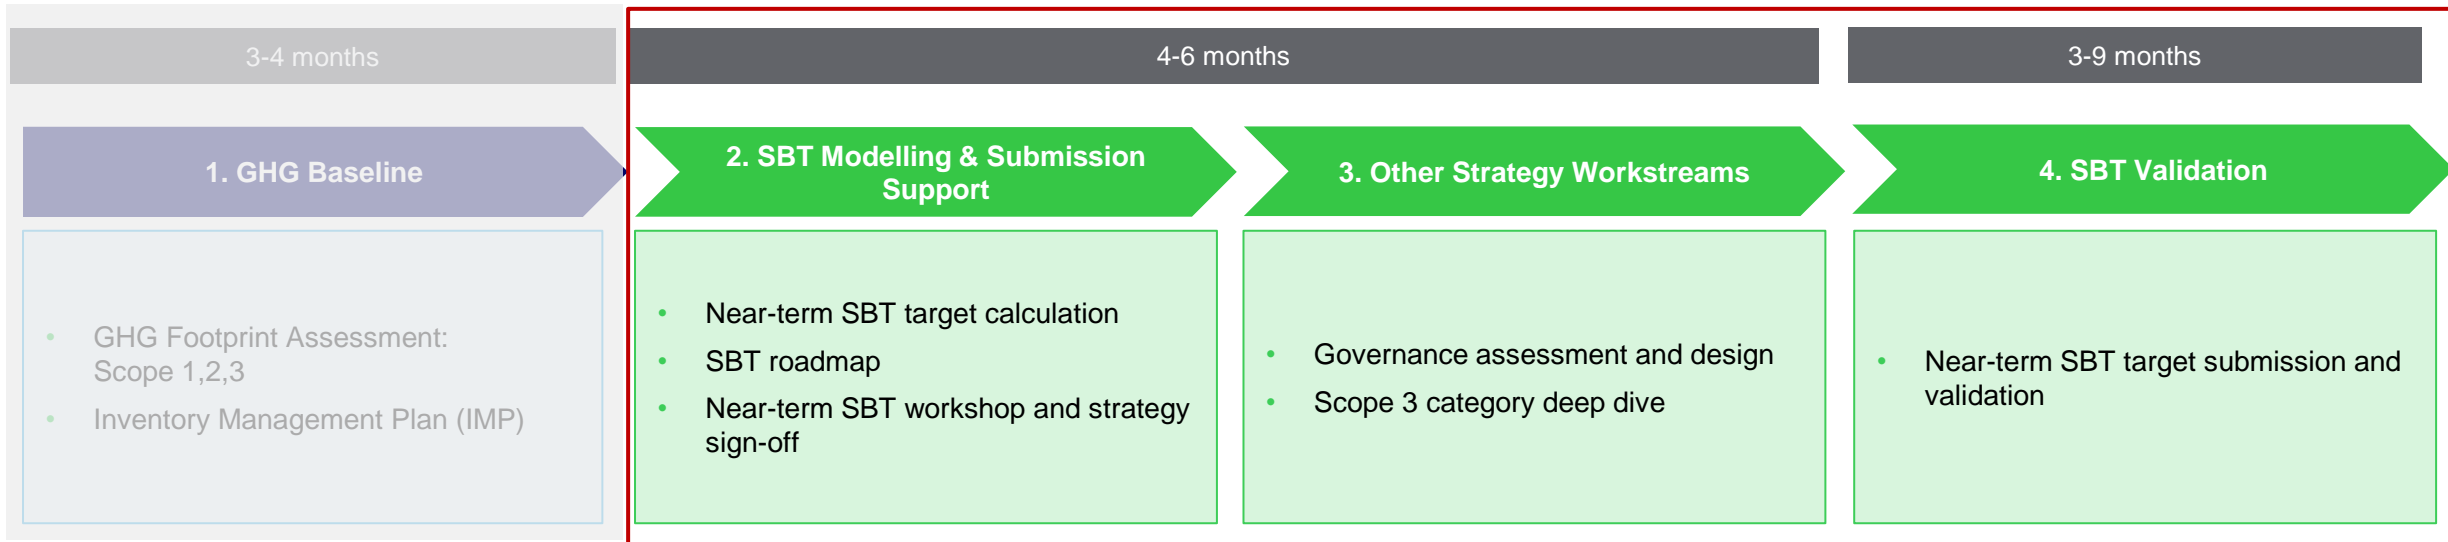 3-4 months
4-6 months
3-9 months
1. GHG Baseline
2. SBT Modelling & Submission
Support
3. Other Strategy Workstreams
4. SBT Validation
• GHG Footprint Assessment:
Scope 1,2,3
• Inventory Management Plan (IMP)
• Near-term SBT target calculation
• SBT roadmap
• Near-term SBT workshop and strategy
sign-off
• Governance assessment and design
• Scope 3 category deep dive
• Near-term SBT target submission and
validation